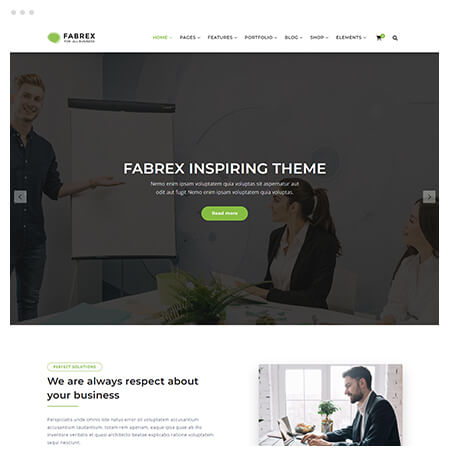 FABREX
FOR ALL BUSINESS
HOME PAGES FEATURES PORTFOLIO BLOG SHOP ELEMENTS
FABREX INSPIRING THEME
Nemo enim ipsam voluptatem quia voluptas sit aspernatur aut
odit aut fugit Nemo enim ipsam voluptatem quia voluptas
Read more
PERFECT SOLUTIONS
We are always respect about
your business
Perspiciatis unde omnis iste natus error sit voluptatem accusantium
accusantium laudantium, totam rem aperiam, eaque ipsa quae ab illo
inventore veritatis et quasi architecto beatae explicabo ratione voluptatem
sequi nesciunt.